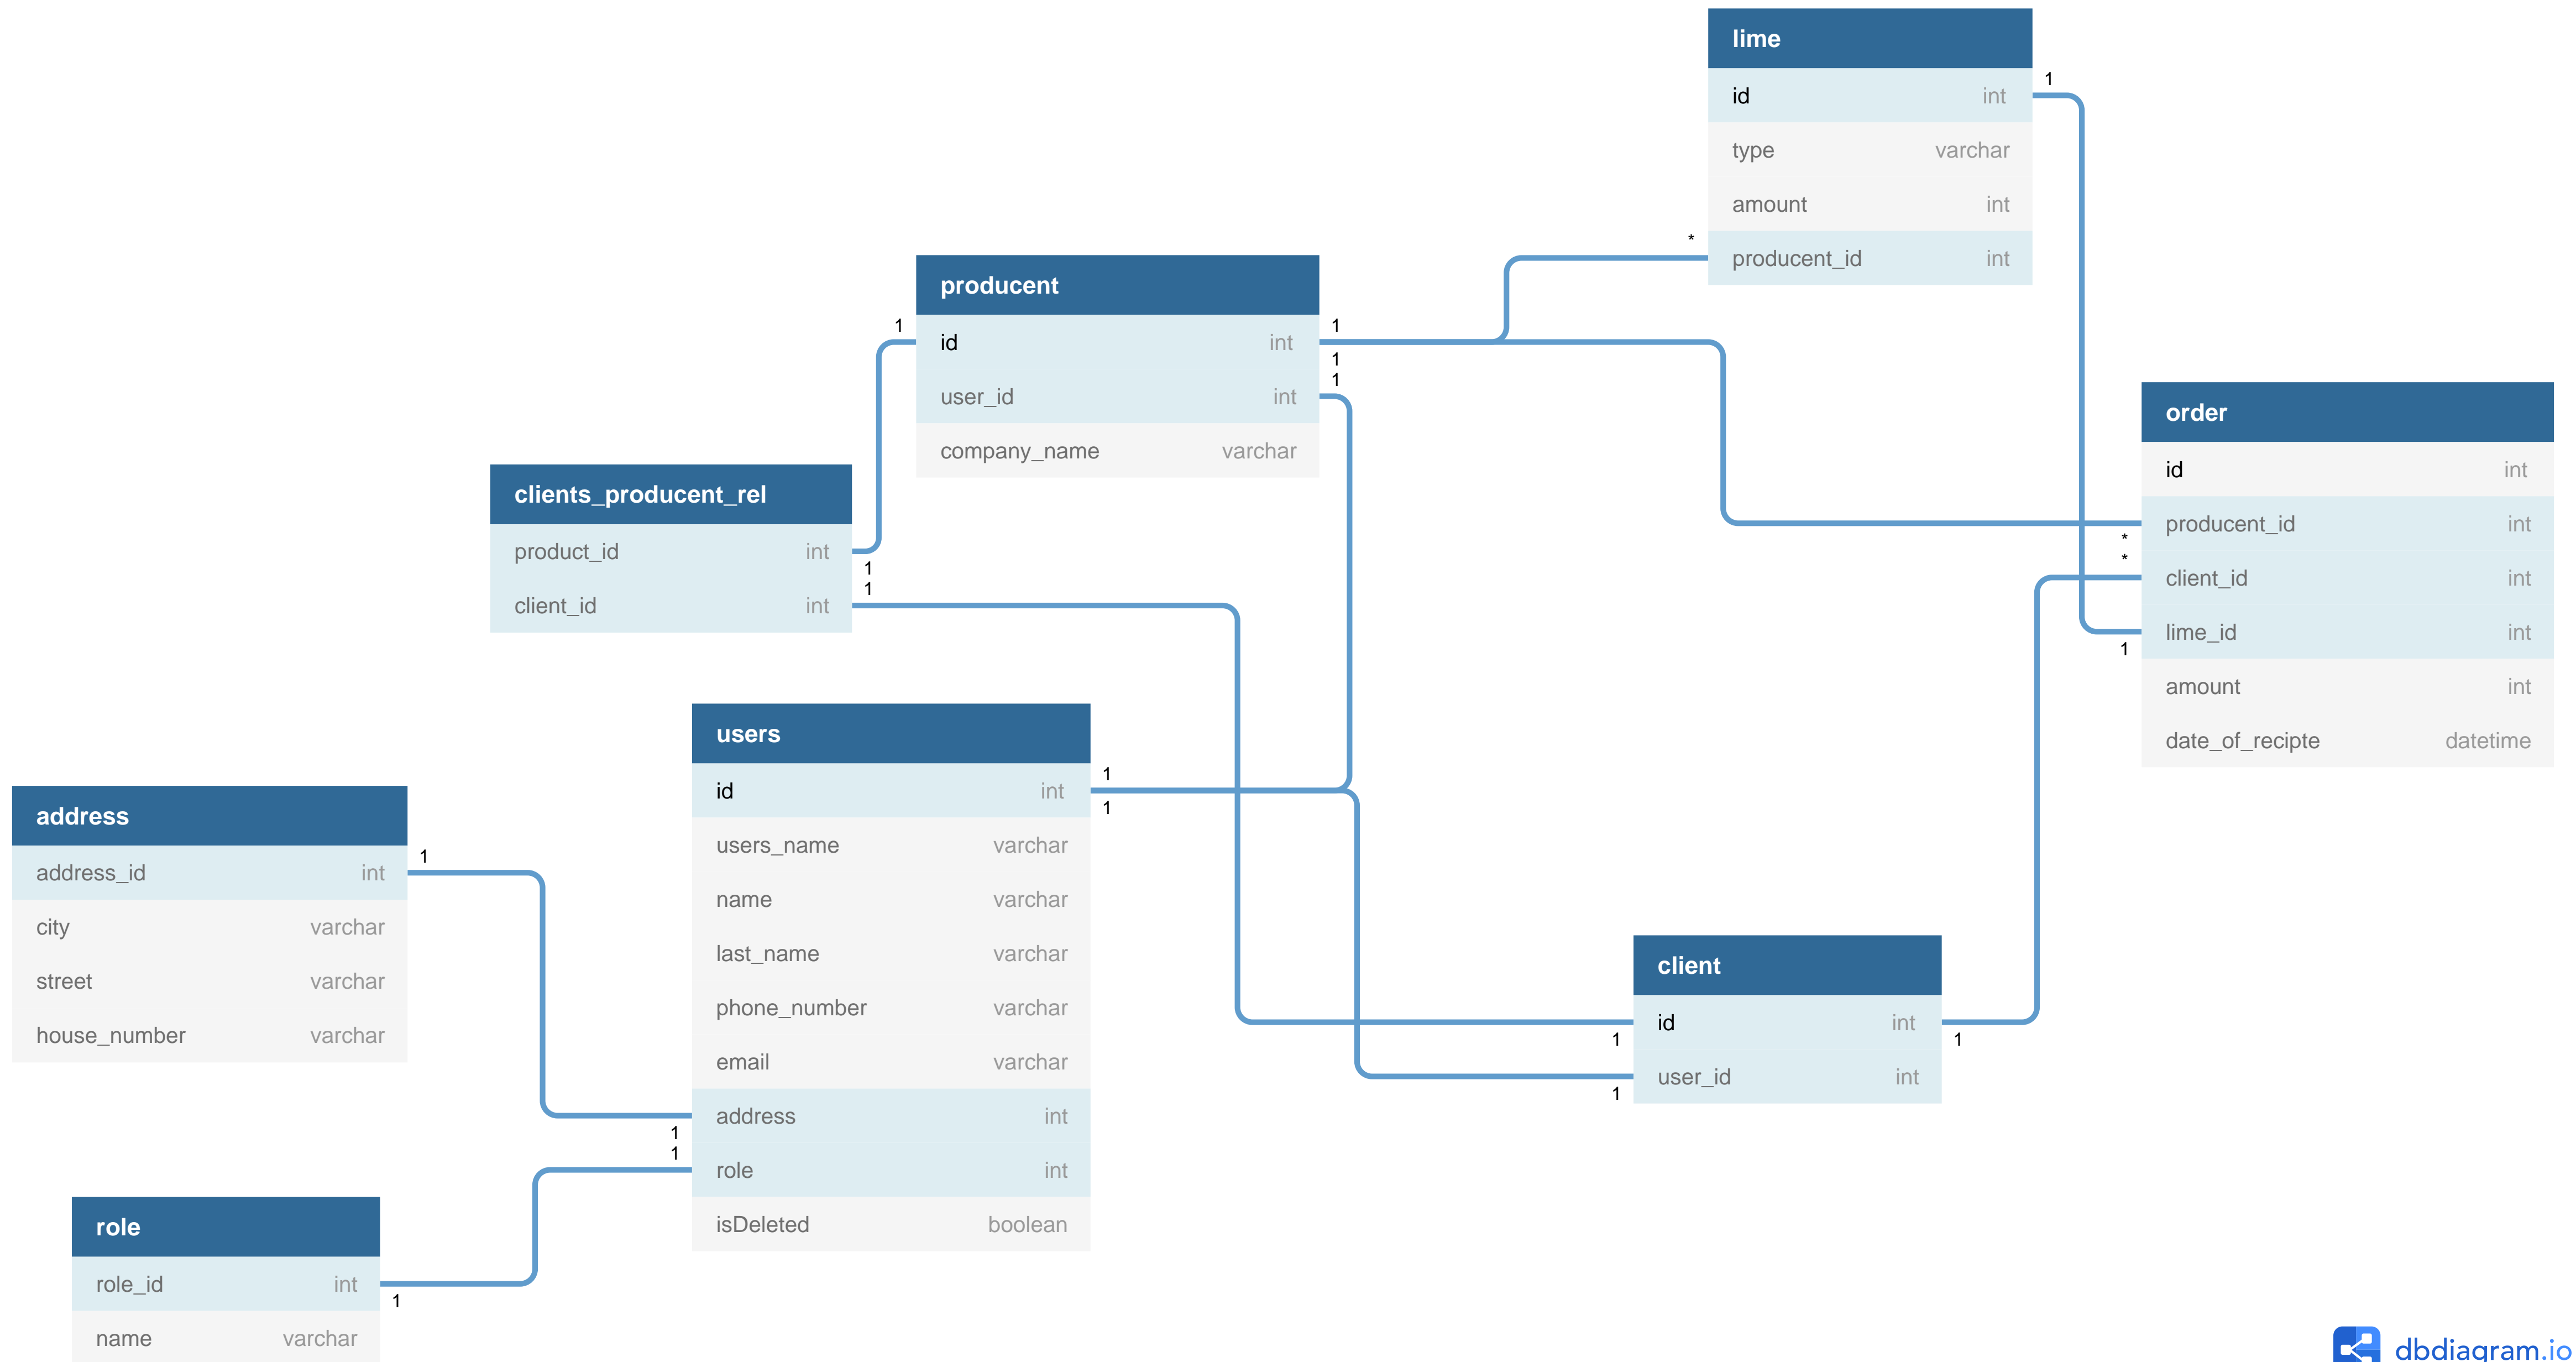 lime
id int
type varchar
amount int
producent_id int
1
*
producent
id int
user_id int
company_name varchar
1
1
1
1
clients_producent_rel
product_id int
client_id int
1
1
order
id int
producent_id int
client_id int
lime_id int
amount int
date_of_recipte datetime
*
*
1
users
id int
users_name varchar
name varchar
last_name varchar
phone_number varchar
email varchar
address int
role int
isDeleted boolean
1
1
1
1
address
address_id int
city varchar
street varchar
house_number varchar
1
client
id int
user_id int
1
1
1
role
role_id int
name varchar
1
dbdiagram.io